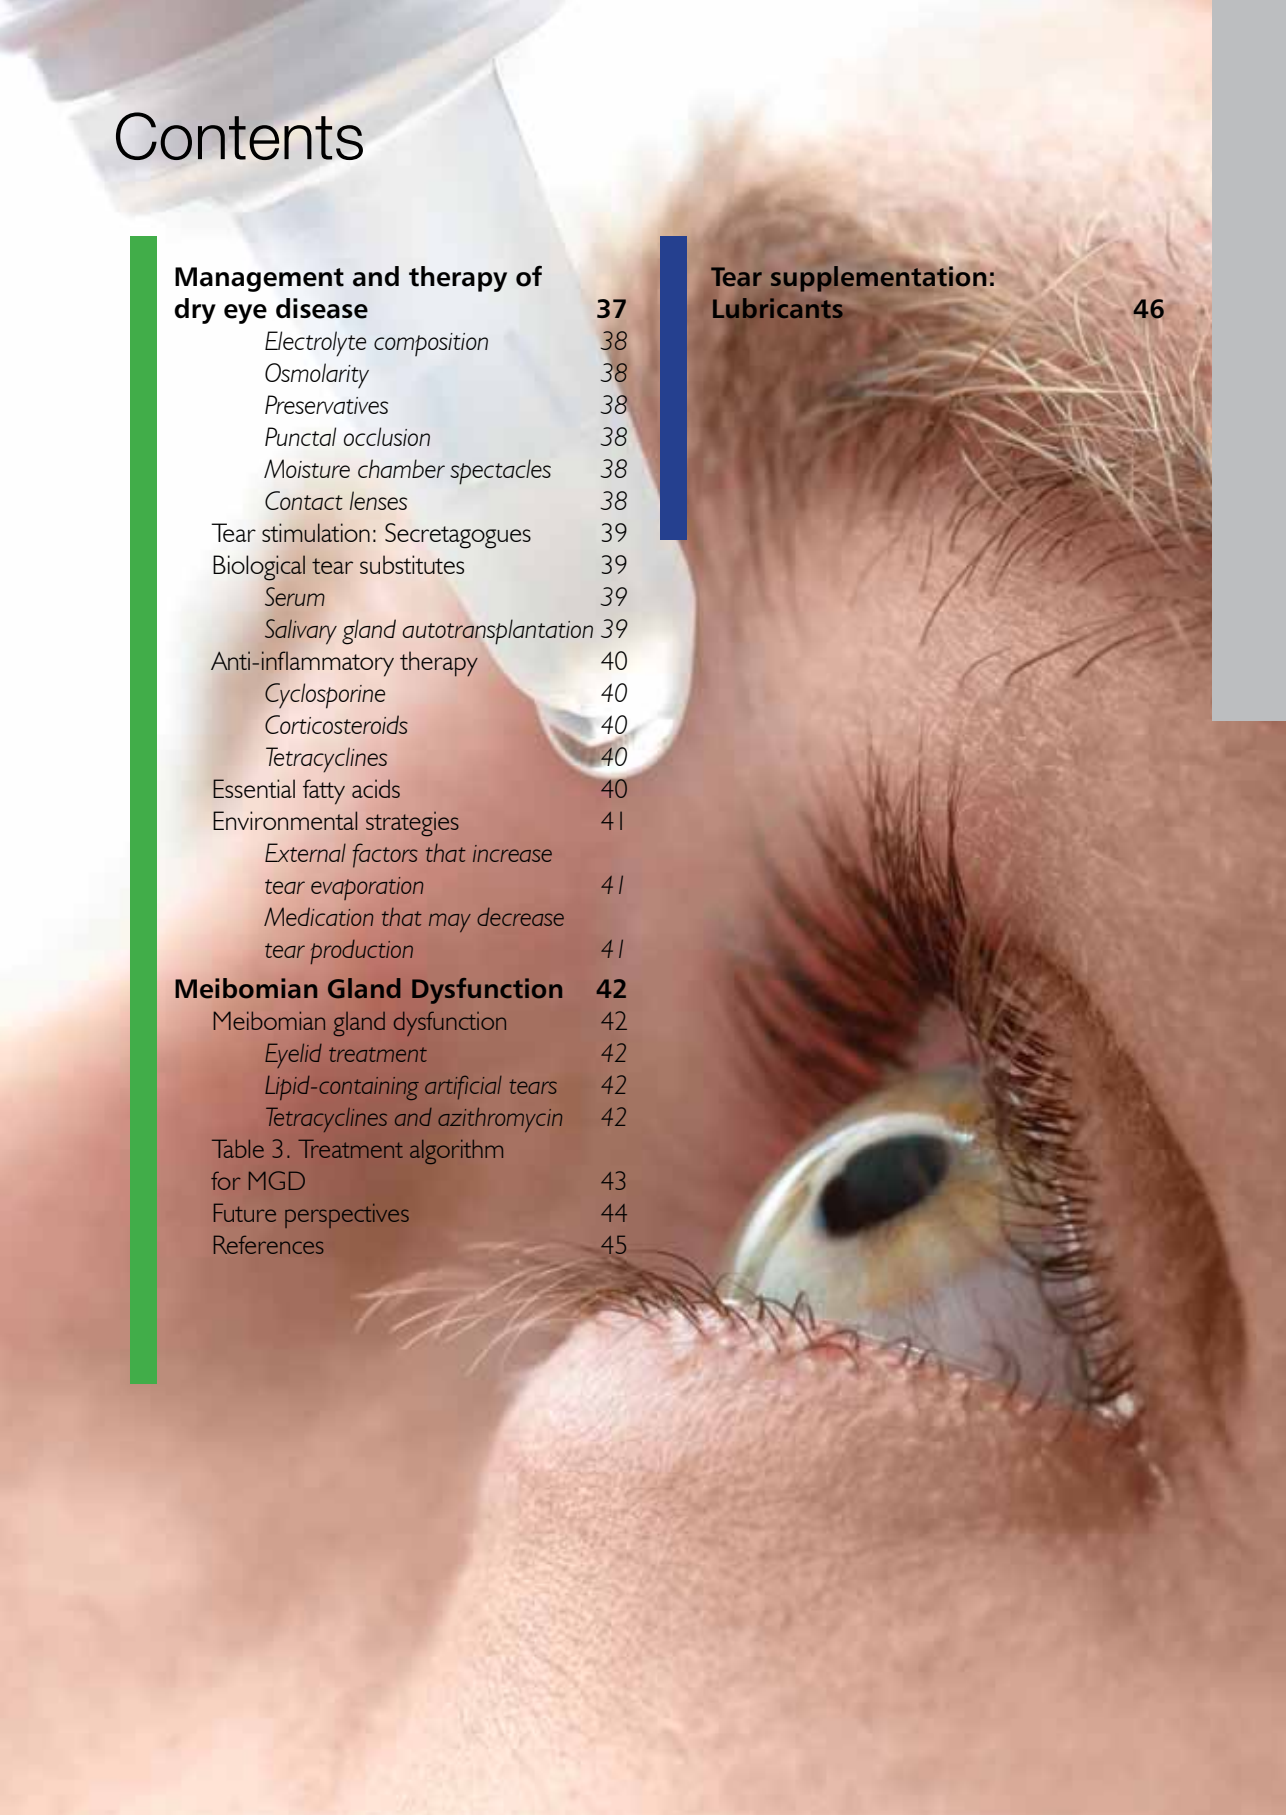 Contents
Management and therapy of
dry eye disease 37
Electrolyte composition 38
Osmolarity 38
Preservatives 38
Punctal occlusion 38
Moisture chamber spectacles 38
Contact lenses 38
Tear stimulation: Secretagogues 39
Biological tear substitutes 39
Serum 39
Salivary gland autotransplantation 39
Anti-inflammatory therapy 40
Cyclosporine 40
Corticosteroids 40
Tetracyclines 40
Essential fatty acids 40
Environmental strategies 41
External factors that increase
tear evaporation 41
Medication that may decrease
tear production 41
Meibomian Gland Dysfunction 42
Meibomian gland dysfunction 42
Eyelid treatment 42
Lipid-containing artificial tears 42
Tetracyclines and azithromycin 42
Table 3. Treatment algorithm
for MGD 43
Future perspectives 44
References 45
Tear supplementation:
Lubricants 46